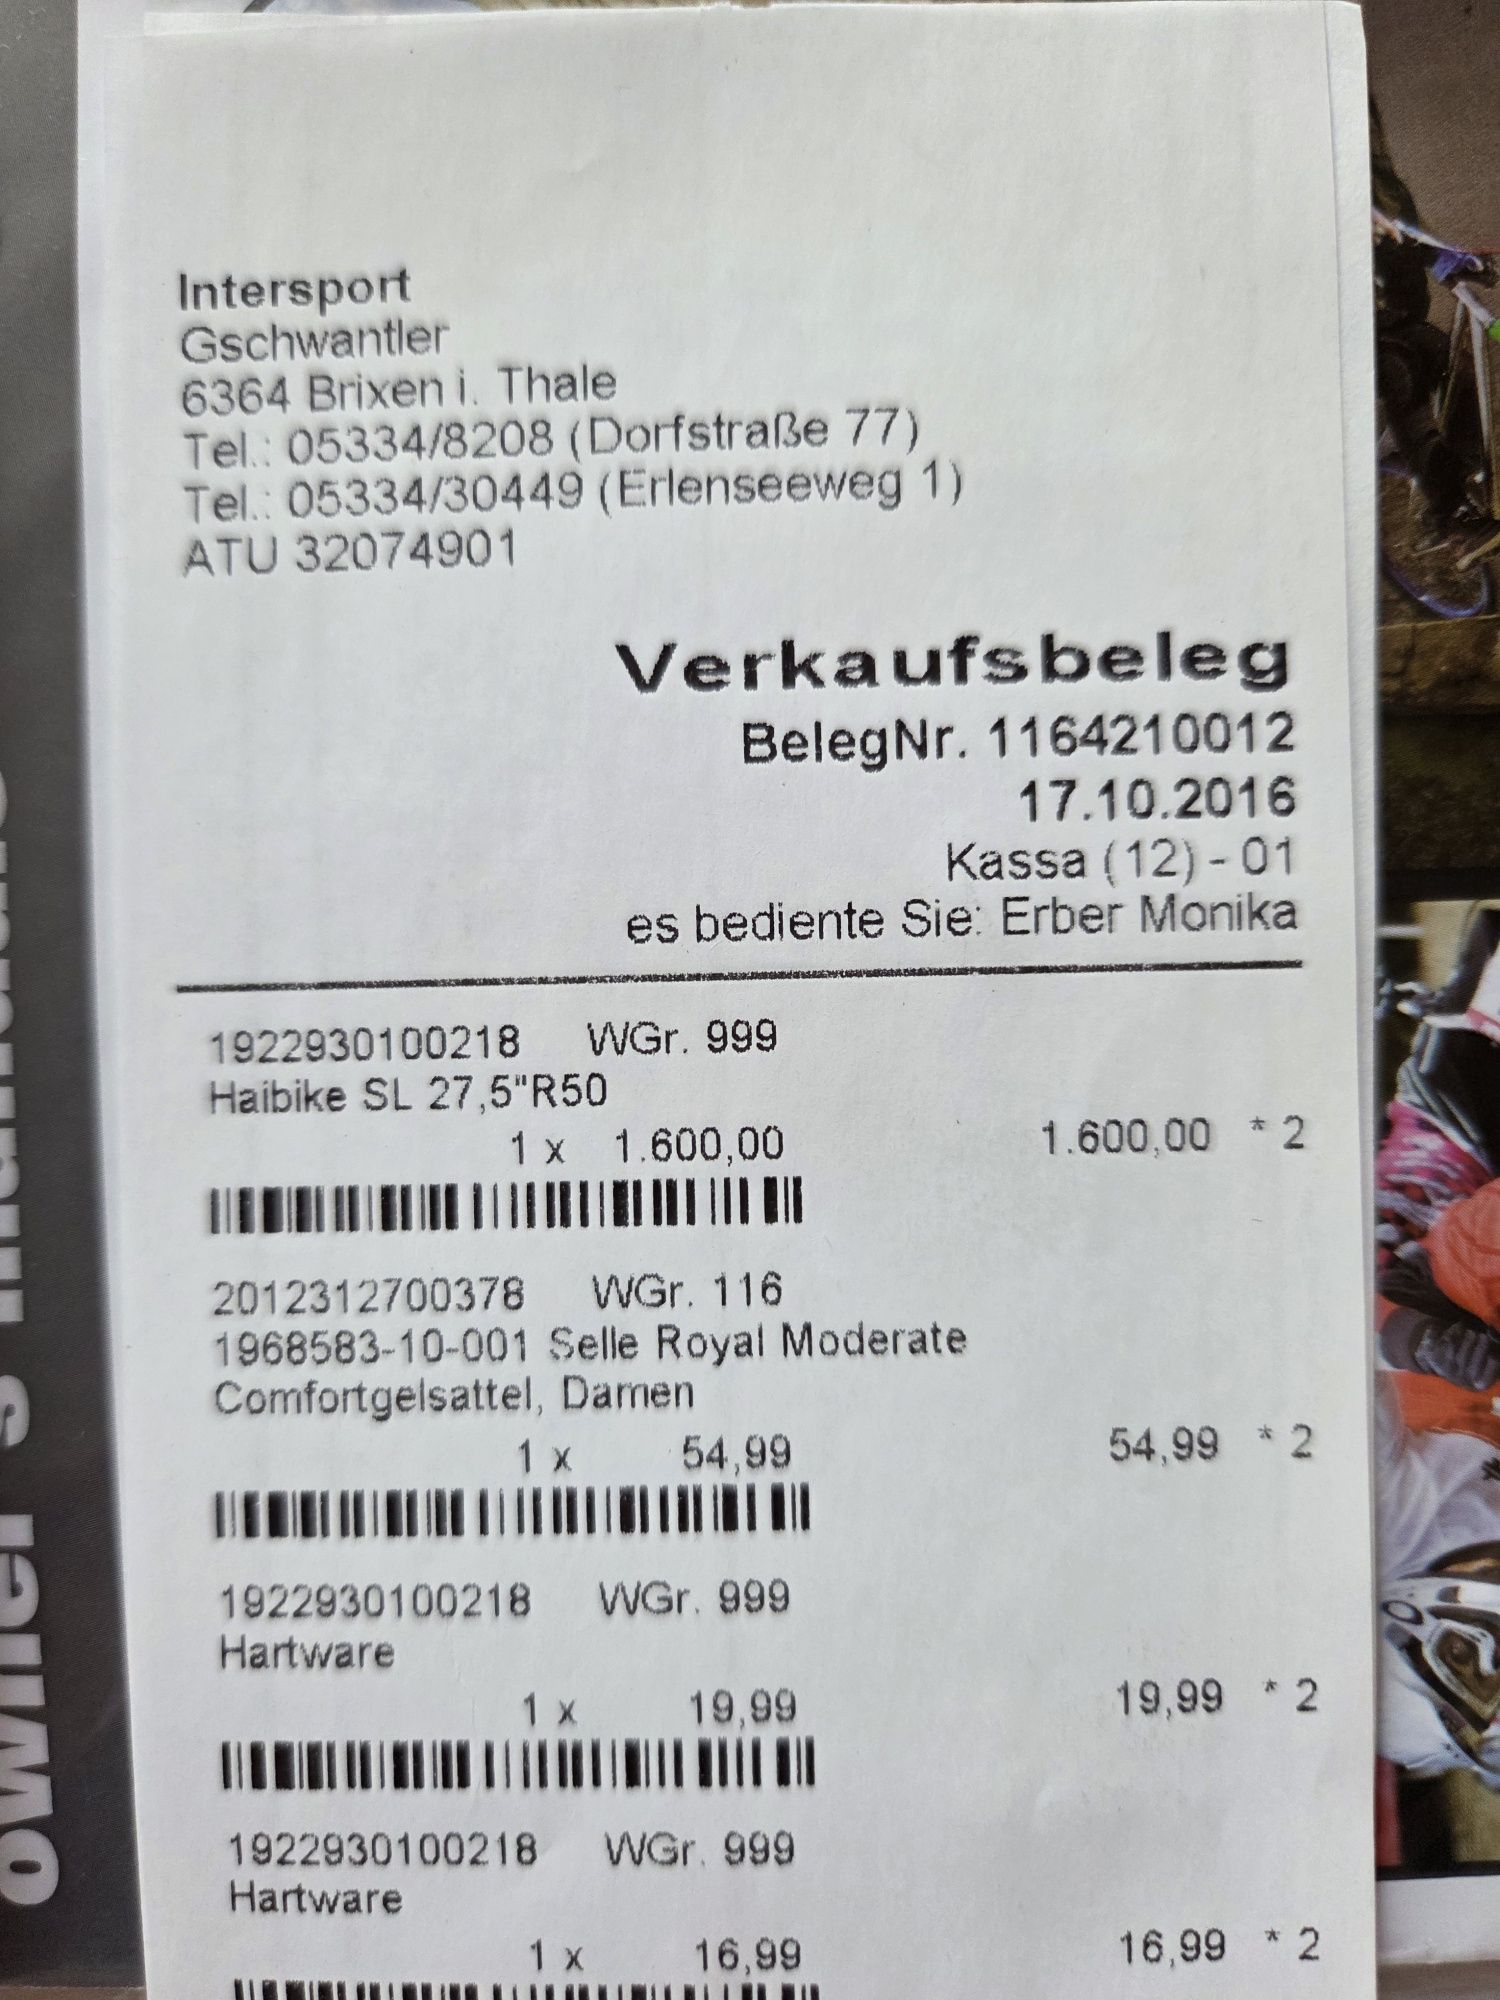 Intersport
Gschwantler
6364 Brixen i. Thale
Tel.: 05334/8208 (Dorfstraße 77)
Tel.: 05334/30449 (Erlenseeweg 1)
ATU 32074901
Verkaufsbeleg
BelegNr. 1164210012
17.10.2016
Kassa (12) - 01
es bediente Sie: Erber Monika
1922930100218 WGr. 999
Haibike SL 27,5"R50
1 x 1.600,00 1.600,00 * 2
2012312700378 WGr. 116
1968583-10-001 Selle Royal Moderate
Comfortgelsattel, Damen
1 x 54,99 54,99 * 2
1922930100218 WGr. 999
Hartware
1 x 19,99 19,99 * 2
1922930100218 WGr. 999
Hartware
1 x 16,99 16,99 * 2
owner's